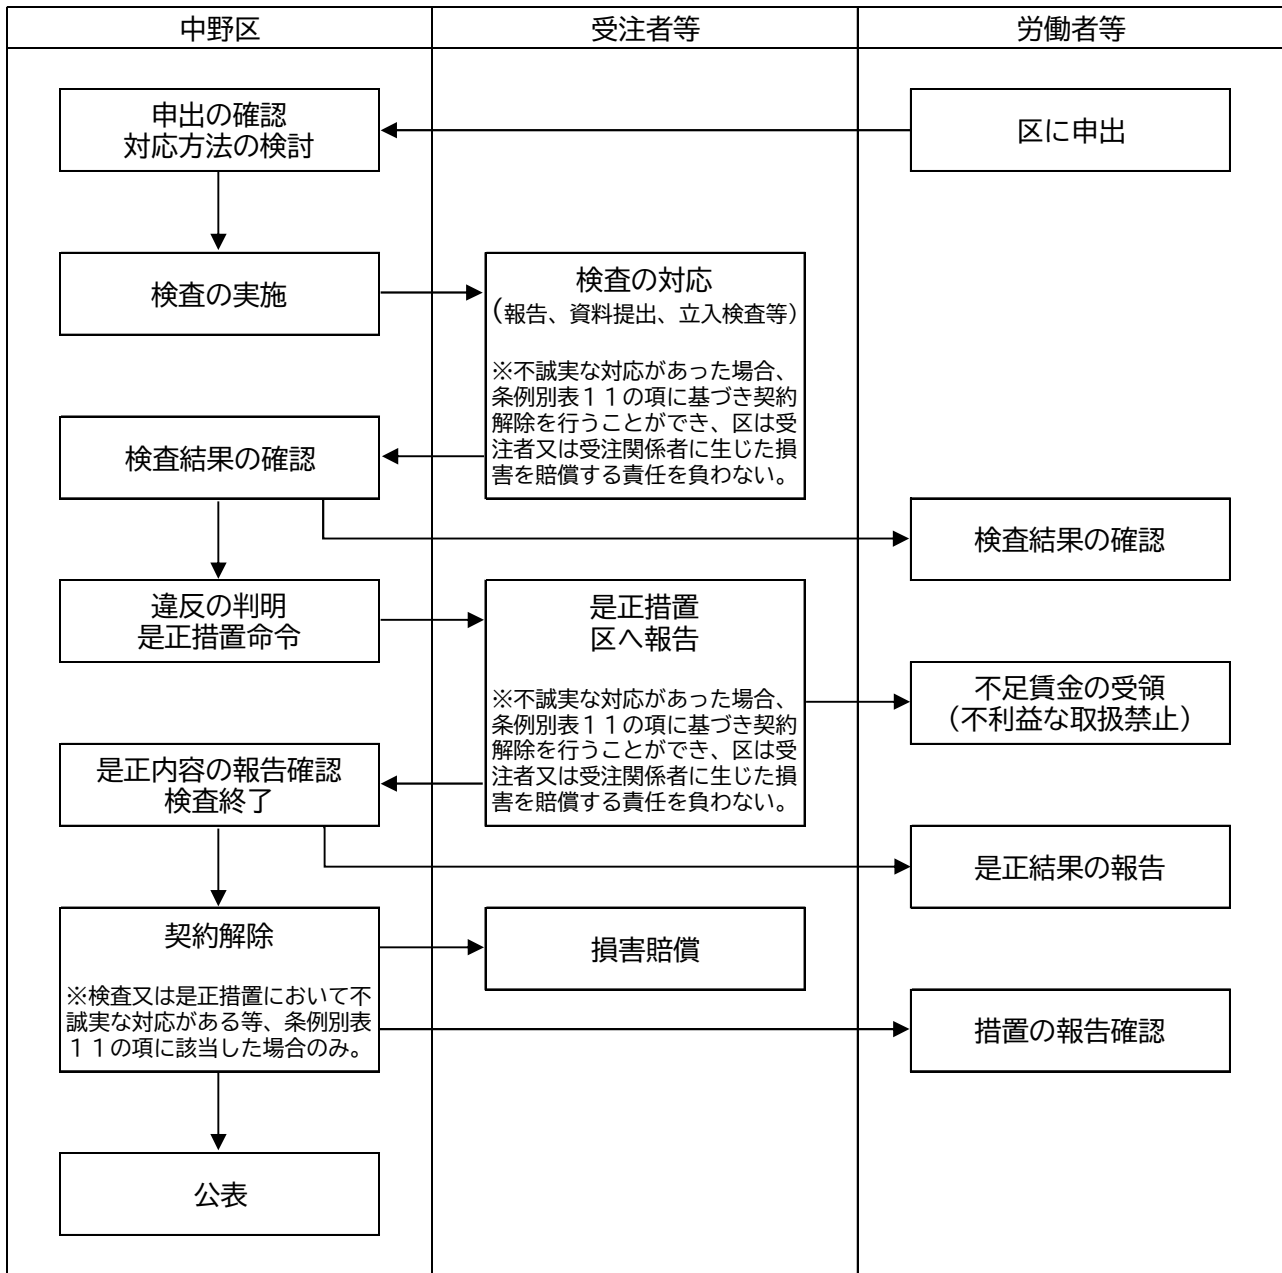 中野区
受注者等
労働者等
申出の確認
対応方法の検討
区に申出
検査の実施
検査の対応
(報告、資料提出、立入検査等)
※不誠実な対応があった場合、
条例別表11の項に基づき契約
解除を行うことができ、区は受
注者又は受注関係者に生じた損
害を賠償する責任を負わない。
検査結果の確認
検査結果の確認
違反の判明
是正措置命令
是正措置
区へ報告
※不誠実な対応があった場合、
条例別表11の項に基づき契約
解除を行うことができ、区は受
注者又は受注関係者に生じた損
害を賠償する責任を負わない。
不足賃金の受領
(不利益な取扱禁止)
是正内容の報告確認
検査終了
是正結果の報告
契約解除
※検査又は是正措置において不
誠実な対応がある等、条例別表
11の項に該当した場合のみ。
損害賠償
措置の報告確認
公表